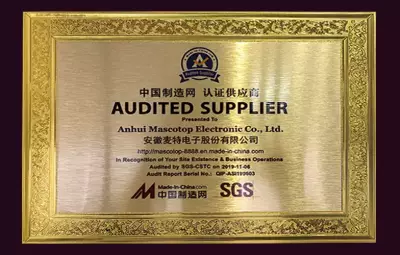 Audited Supplier
中国制造网 认证供应商
AUDITED SUPPLIER
Presented To
Anhui Mascotop Electronic Co., Ltd.
安徽麦特电子股份有限公司
http://mascotop-8888.en.made-in-china.com
In Recognition of Your Site Existence & Business Operations
Audited by SGS-CSTC on 2019-17-06
Audit Report Serial No.: QIP-ASI192003
Made-in-China.com
中国制造网
SGS